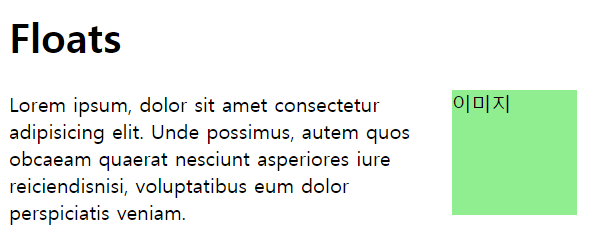 Floats
Lorem ipsum, dolor sit amet consectetur
adipisicing elit. Unde possimus, autem quos
obcaeam quaerat nesciunt asperiores iure
reiciendisnisi, voluptatibus eum dolor
perspiciatis veniam.
이미지